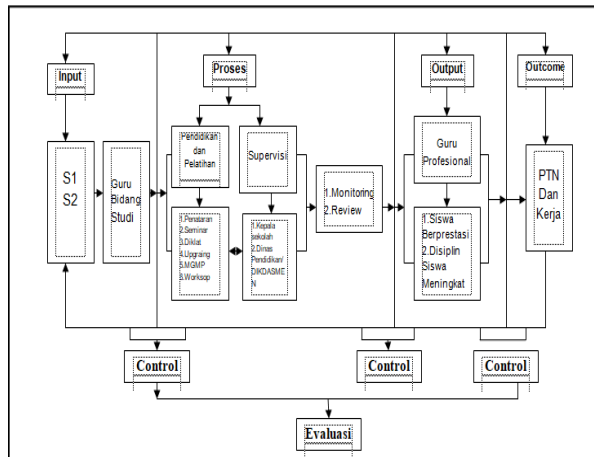 Input
Proses
Output
Outcome
S1
S2
Guru
Bidang
Studi
Pendidikan
dan
Pelatihan
Supervisi
1.Penataran
2.Seminar
3.Diklat
4.Upgraing
5.MGMP
6.Worksop
1.Kepala
sekolah
2.Dinas
Pendidikan/
DIKDASME
N
1.Monitoring
2.Review
Guru
Profesional
1.Siswa
Berprestasi
2.Disiplin
Siswa
Meningkat
PTN
Dan
Kerja
Control
Control
Control
Evaluasi